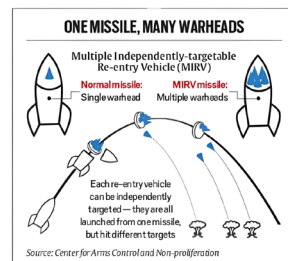 ONE MISSILE, MANY WARHEADS
Multiple Independently-targetable
Re-entry Vehicle (MIRV)
Normal missile:
Single warhead
MIRV missile:
Multiple warheads
Each re-entry vehicle
can be independently
targeted — they are all
launched from one missile,
but hit different targets
Source: Center for Arms Control and Non-proliferation